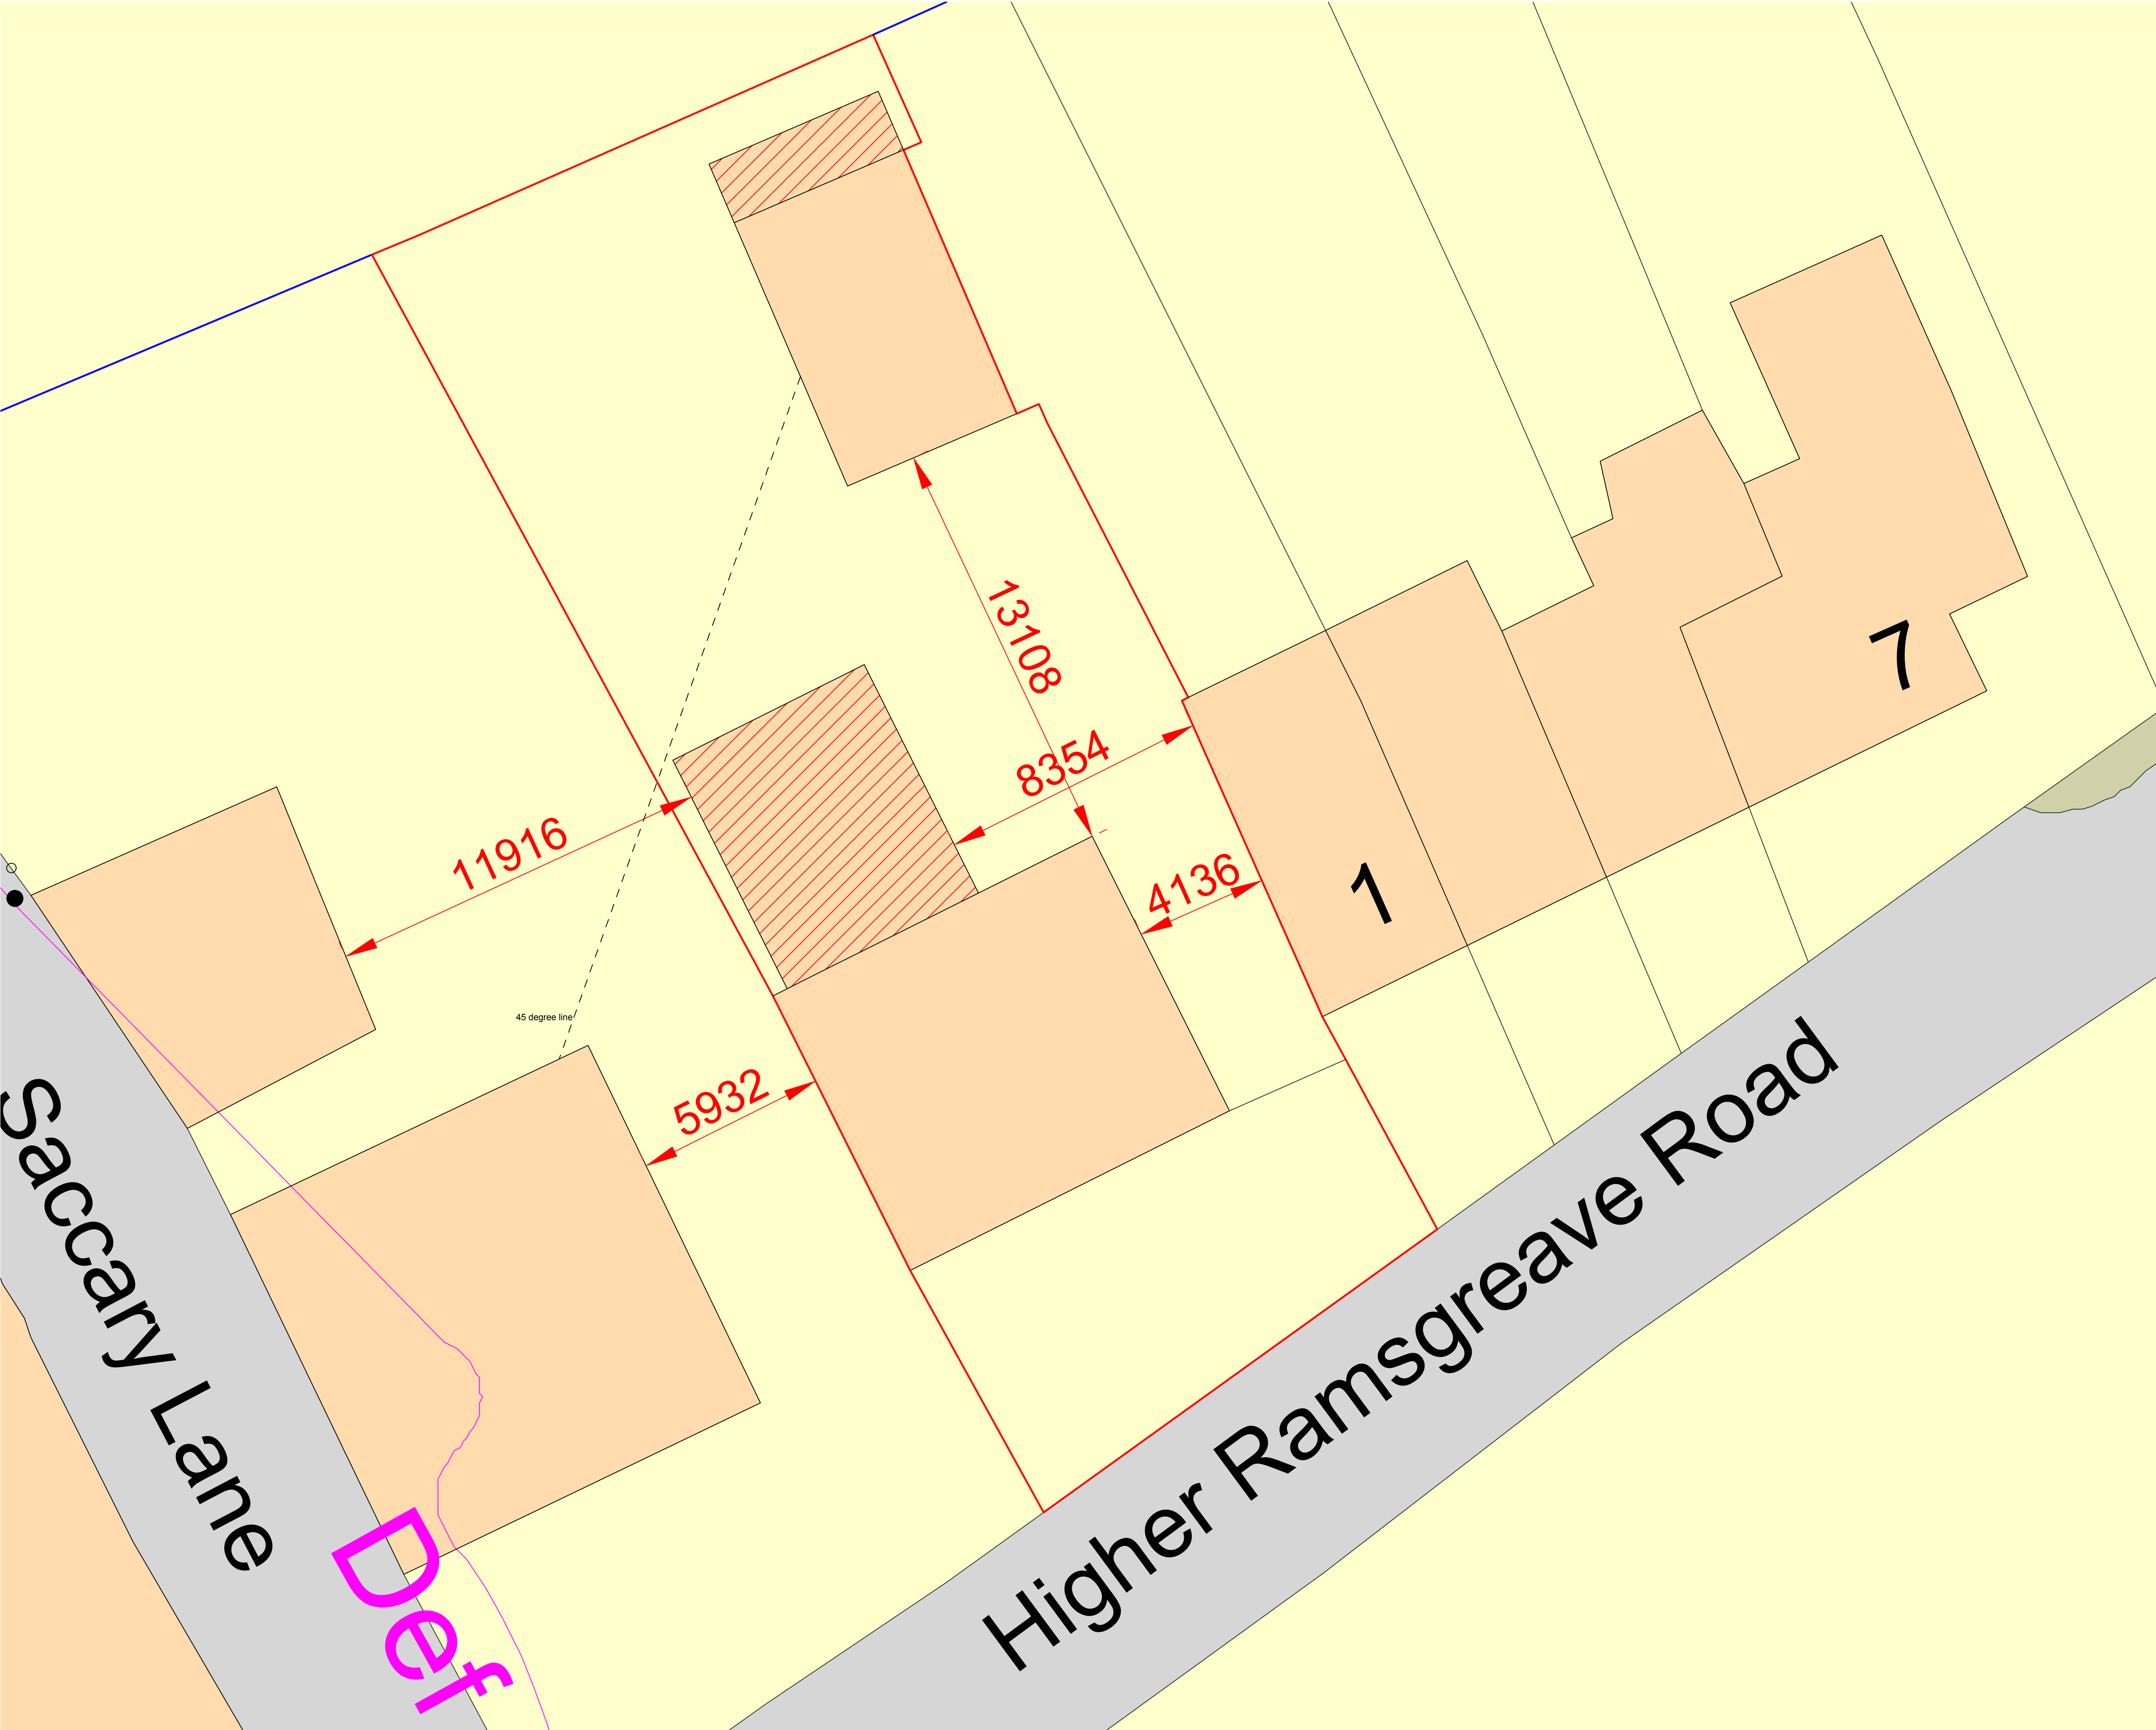 13108
8354
11916
4136
5932
45 degree line
1
7
Saccary Lane
Higher Ramsgreave Road
Def